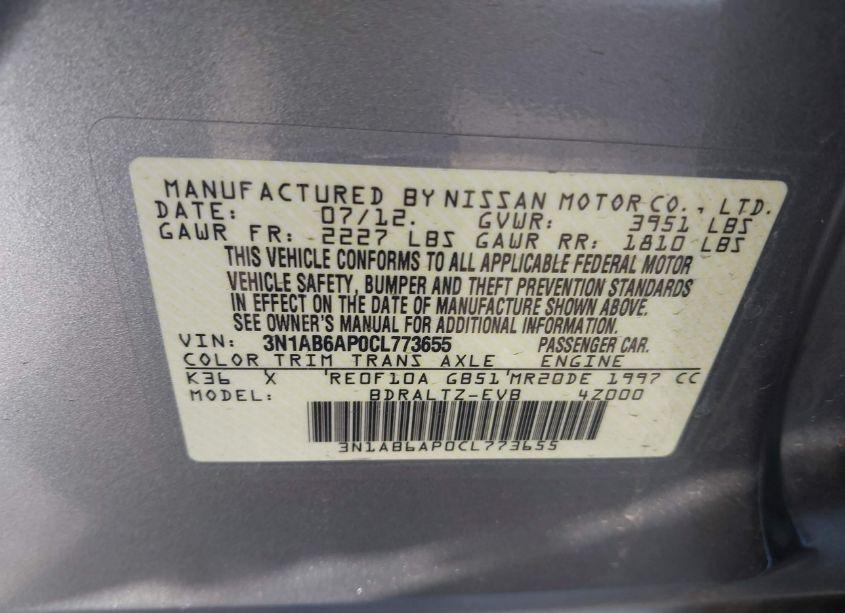 MANUFACTURED BY NISSAN MOTOR CO., LTD.
DATE: 07/12. GVWR: 3951 LBS
GAWR FR: 2227 LBS GAWR RR: 1810 LBS
THIS VEHICLE CONFORMS TO ALL APPLICABLE FEDERAL MOTOR
VEHICLE SAFETY, BUMPER AND THEFT PREVENTION STANDARDS
IN EFFECT ON THE DATE OF MANUFACTURE SHOWN ABOVE.
SEE OWNER'S MANUAL FOR ADDITIONAL INFORMATION.
VIN: 3N1AB6AP0CL773655 PASSENGER CAR.
COLOR TRIM TRANS AXLE ENGINE
K36 X 'RE0F10A GB51'MR20DE 1997 CC
MODEL: BDRALTZ-EVB 4Z000
3N1AB6AP0CL773655